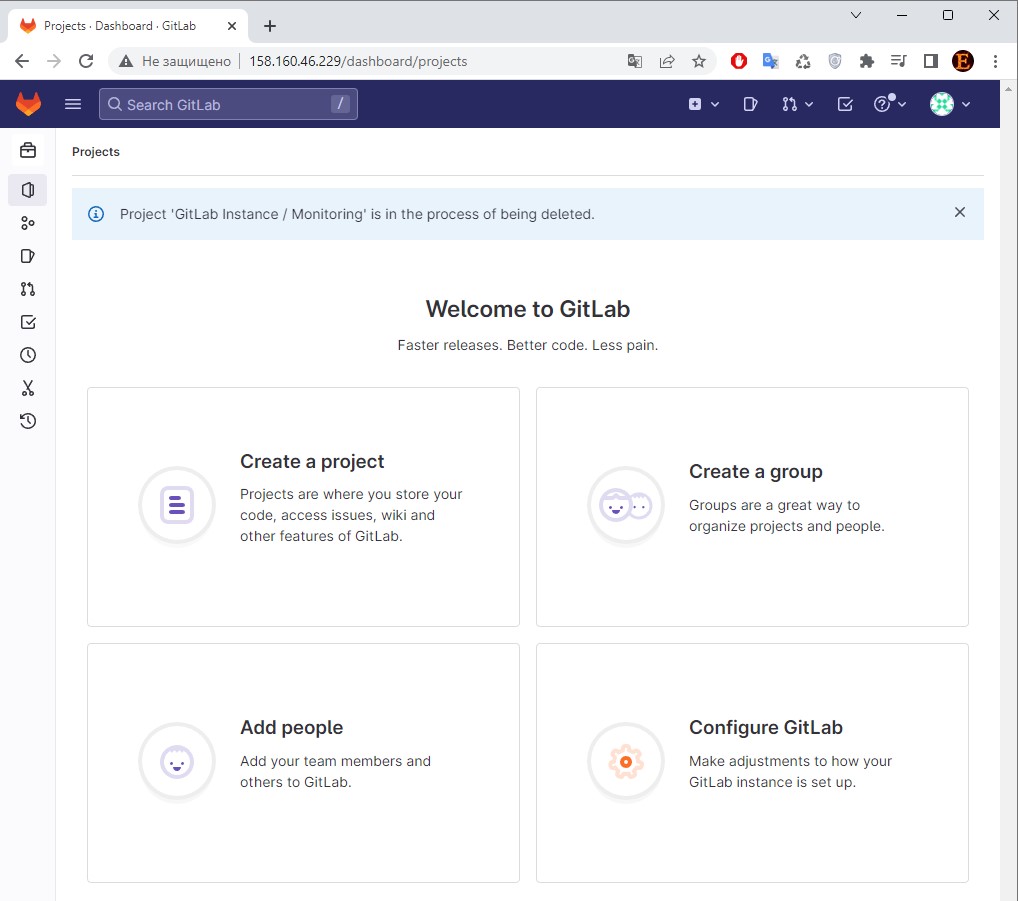 Projects · Dashboard · GitLab
Не защищено 158.160.46.229/dashboard/projects
Search GitLab /
Projects
Project 'GitLab Instance / Monitoring' is in the process of being deleted.
Welcome to GitLab
Faster releases. Better code. Less pain.
Create a project
Projects are where you store your
code, access issues, wiki and
other features of GitLab.
Create a group
Groups are a great way to
organize projects and people.
Add people
Add your team members and
others to GitLab.
Configure GitLab
Make adjustments to how your
GitLab instance is set up.